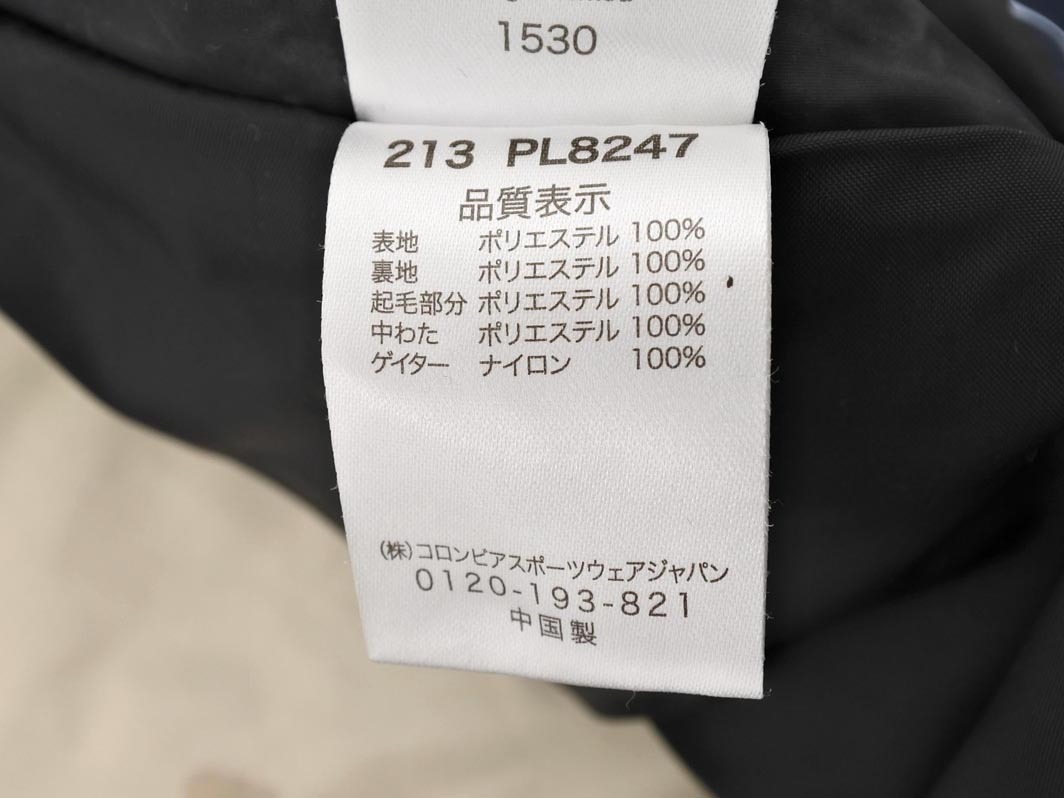 1530
213 PL8247
品質表示
表地 ポリエステル 100%
裏地 ポリエステル 100%
起毛部分 ポリエステル 100%
中わた ポリエステル 100%
ゲイター ナイロン 100%
(株)コロンビアスポーツウェアジャパン
0120-193-821
中国製